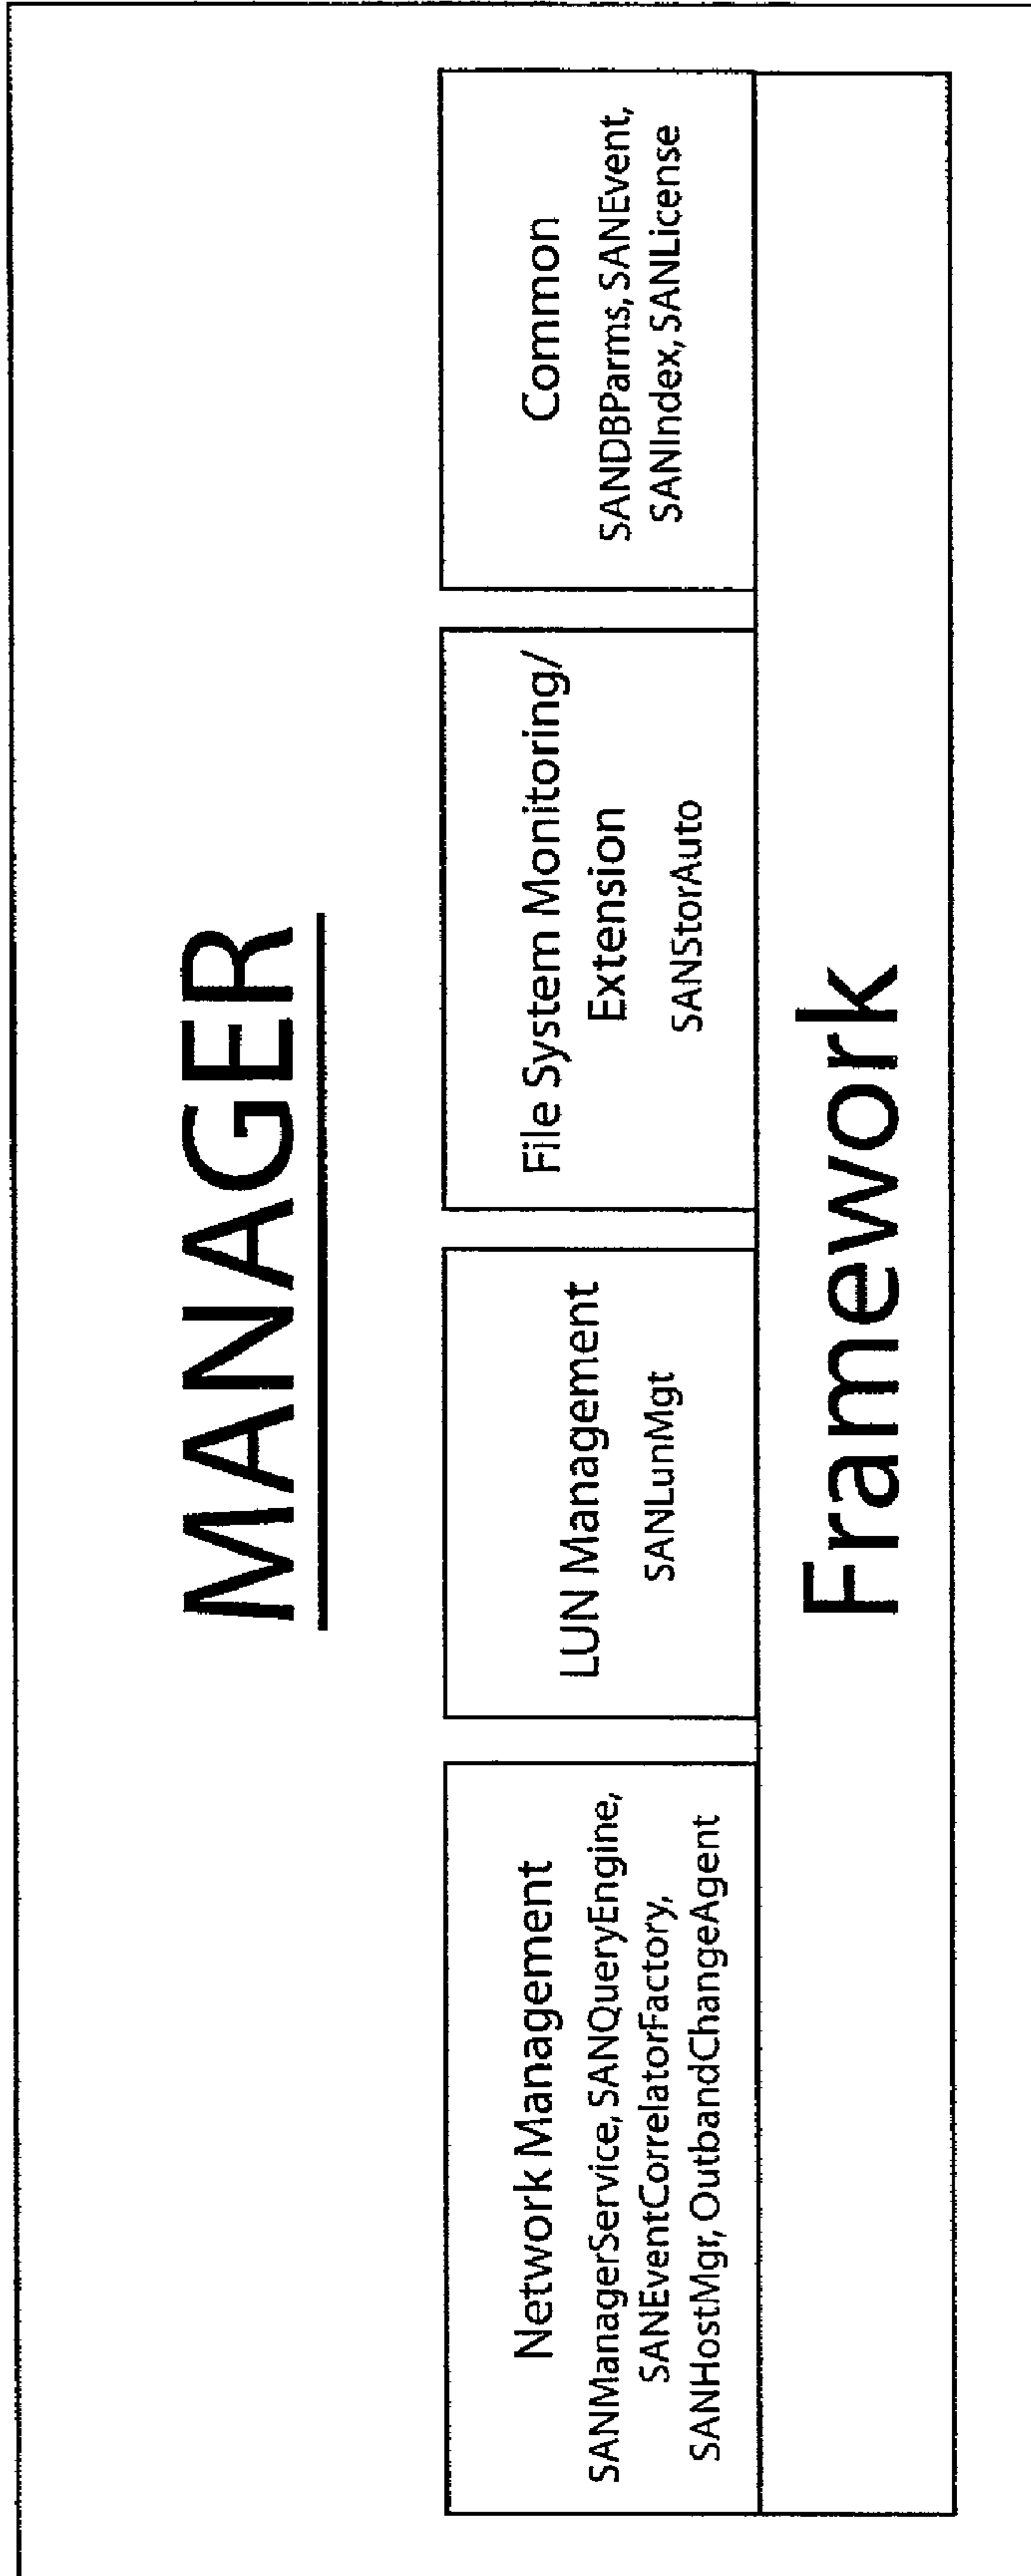 MANAGER
Network Management
SANManagerService, SANQueryEngine,
SANEventCorrelatorFactory,
SANHostMgr, OutbandChangeAgent
LUN Management
SANLunMgt
File System Monitoring/
Extension
SANStorAuto
Common
SANDBParms, SANEvent,
SANIndex, SANLicense
Framework